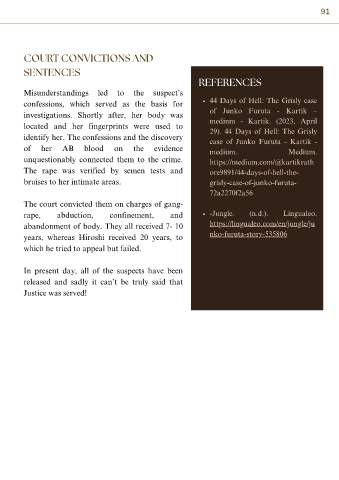 91
COURT CONVICTIONS AND
SENTENCES
Misunderstandings led to the suspect's
confessions, which served as the basis for
investigations. Shortly after, her body was
located and her fingerprints were used to
identify her. The confessions and the discovery
of her AB blood on the evidence
unquestionably connected them to the crime.
The rape was verified by semen tests and
bruises to her intimate areas.
The court convicted them on charges of gang-
rape, abduction, confinement, and
abandonment of body. They all received 7- 10
years, whereas Hiroshi received 20 years, to
which he tried to appeal but failed.
In present day, all of the suspects have been
released and sadly it can't be truly said that
Justice was served!
REFERENCES
• 44 Days of Hell: The Grisly case
of Junko Furuta - Kartik –
medium - Kartik. (2023, April
29). 44 Days of Hell: The Grisly
case of Junko Furuta - Kartik -
medium. Medium.
https://medium.com/@kartikrath
ore9891/44-days-of-hell-the-
grisly-case-of-junko-furuta-
72a2270f2a56
• -Jungle. (n.d.). Lingualeo.
https://lingualeo.com/en/jungle/ju
nko-furuta-story-535806